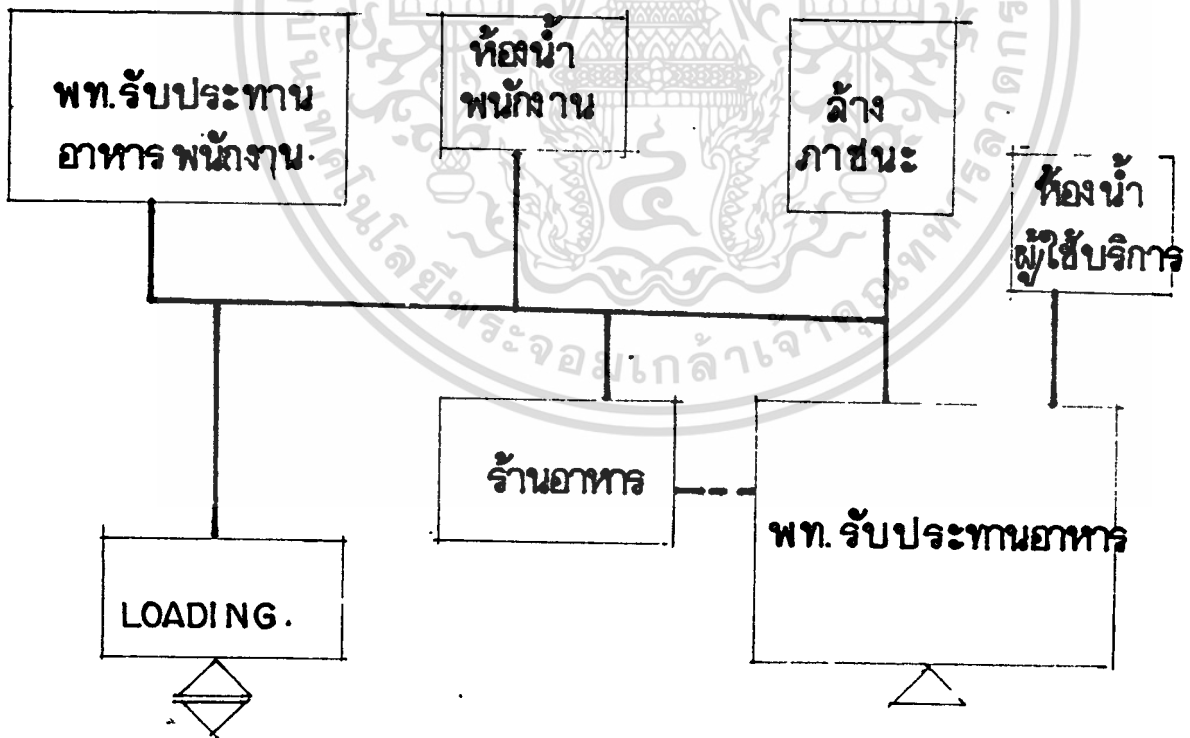 พท.รับประทาน
อาหาร พนักงาน.
ห้องน้ำ
พนักงาน
ล้าง
ภาชนะ
ห้องน้ำ
ผู้ใช้บริการ
ร้านอาหาร
พท. รับประทานอาหาร
LOADING.